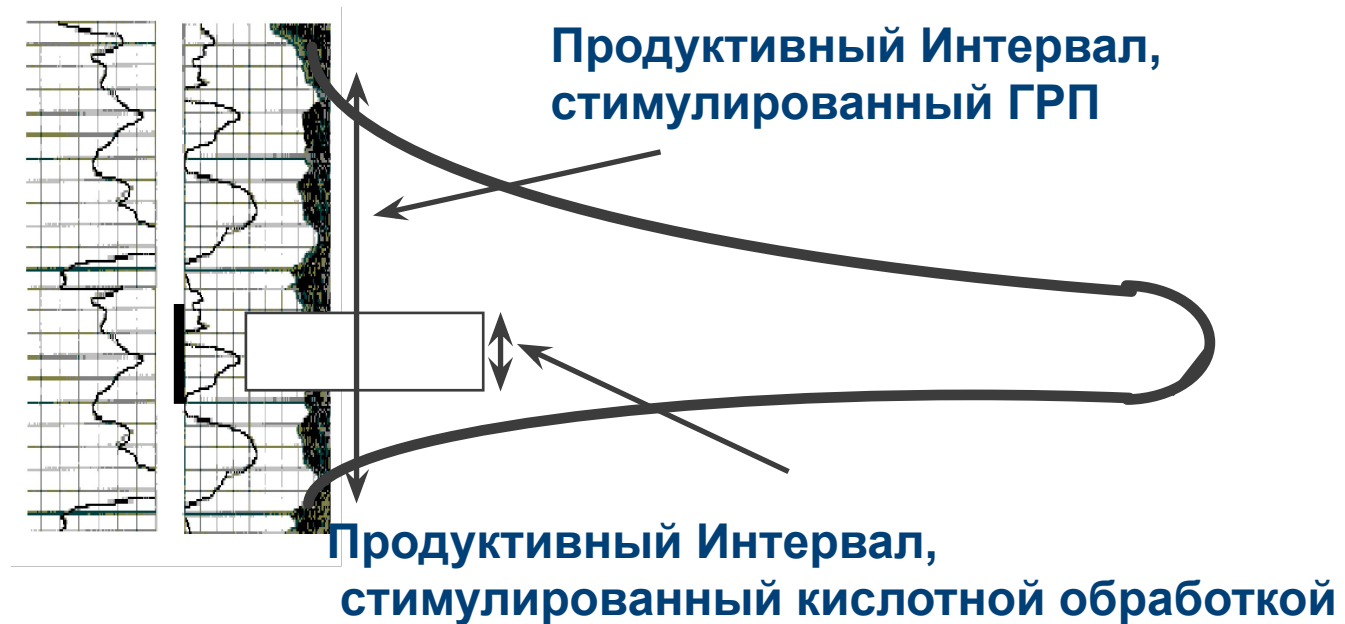 Продуктивный Интервал,
стимулированный ГРП
Продуктивный Интервал,
стимулированный кислотной обработкой